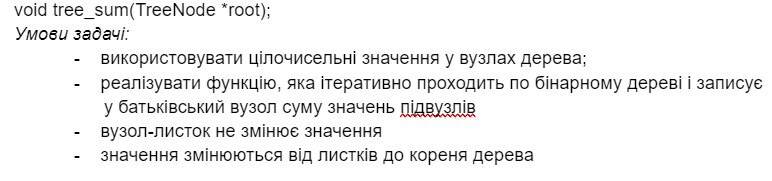 void tree_sum(TreeNode *root);
Умови задачі:
- використовувати цілочисельні значення у вузлах дерева;
- реалізувати функцію, яка ітеративно проходить по бінарному дереві і записує
у батьківський вузол суму значень підвузлів
- вузол-листок не змінює значення
- значення змінюються від листків до кореня дерева